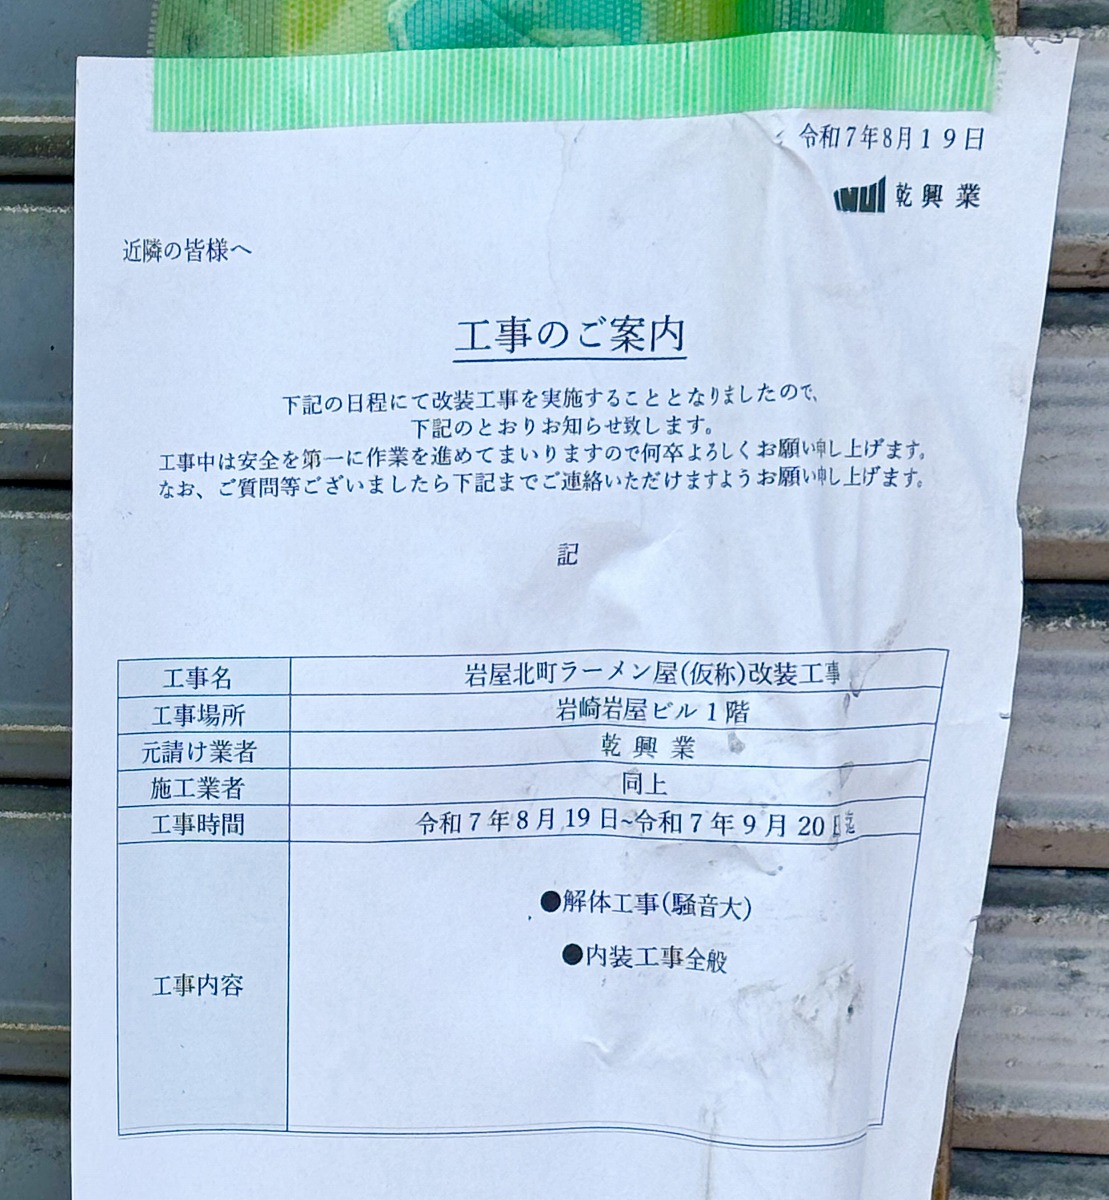 令和7年8月19日
INUI 乾興業
近隣の皆様へ
工事のご案内
下記の日程にて改装工事を実施することとなりましたので、
下記のとおりお知らせ致します。
工事中は安全を第一に作業を進めてまいりますので何卒よろしくお願い申し上げます。
なお、ご質問等ございましたら下記までご連絡いただけますようお願い申し上げます。
記
工事名 岩屋北町ラーメン屋(仮称)改装工事
工事場所 岩崎岩屋ビル1階
元請け業者 乾興業
施工業者 同上
工事時間 令和7年8月19日~令和7年9月20日迄
工事内容
●解体工事(騒音大)
●内装工事全般